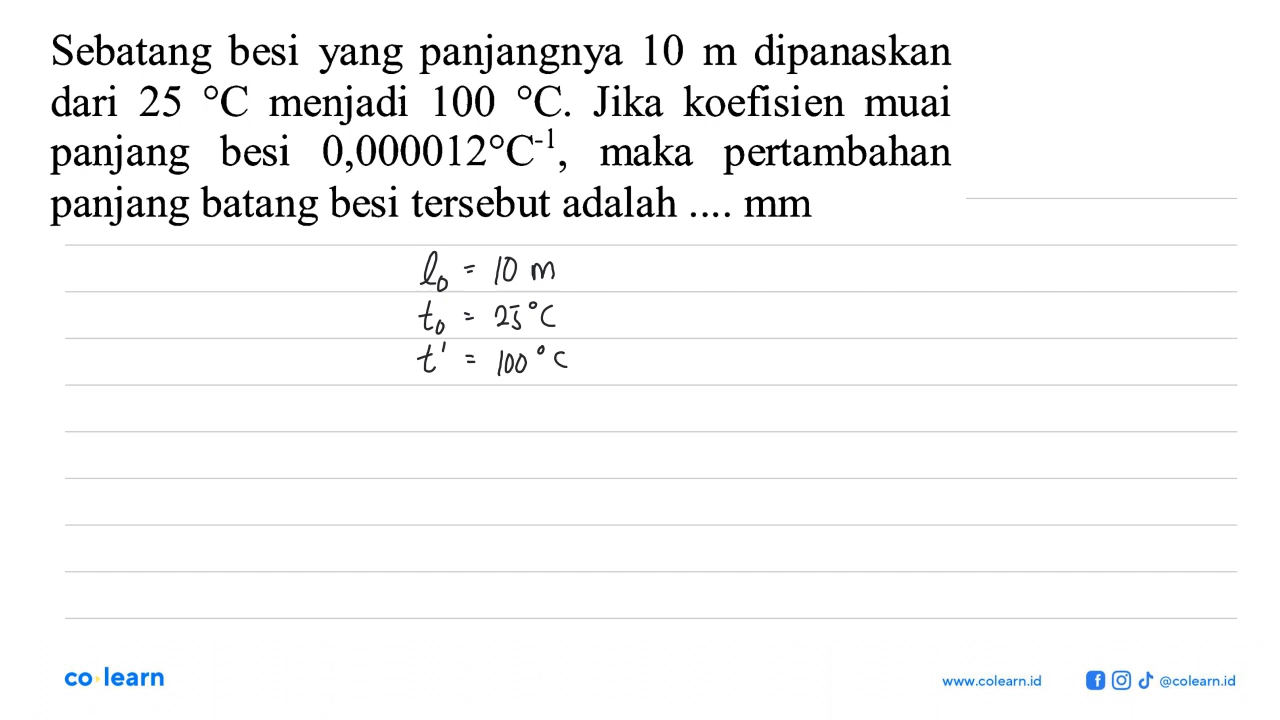 Sebatang besi yang panjangnya 10 m dipanaskan
dari 25 °C menjadi 100 °C. Jika koefisien muai
panjang besi 0,000012°C⁻¹, maka pertambahan
panjang batang besi tersebut adalah .... mm
l₀ = 10 m
t₀ = 25°C
t' = 100°C
co learn
www.colearn.id
@colearn.id